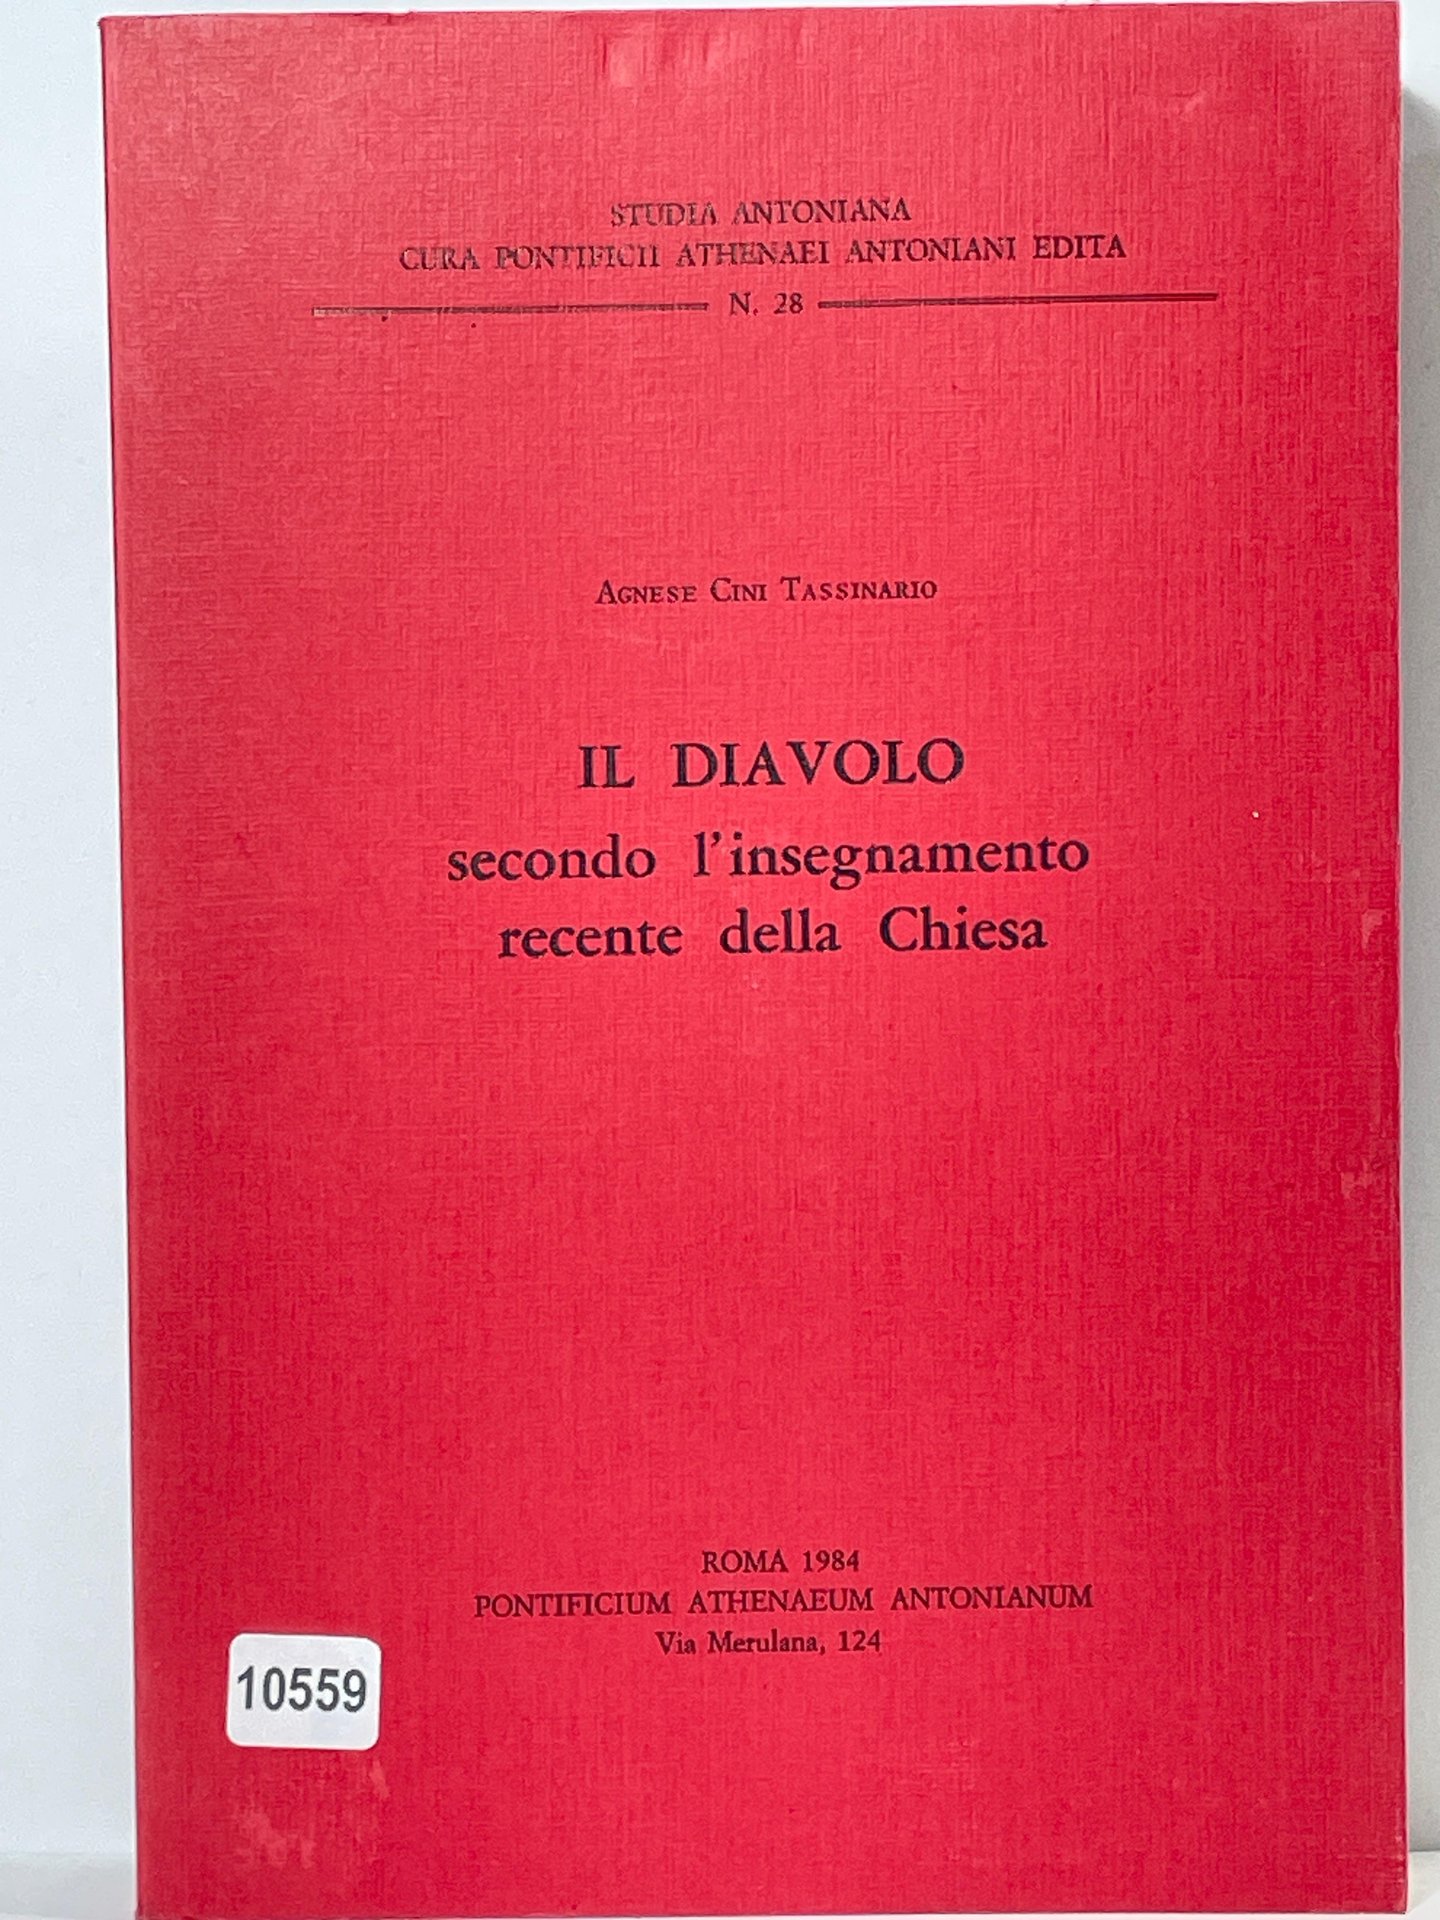 STUDIA ANTONIANA
CURA PONTIFICII ATHENAEI ANTONIANI EDITA
N. 28
AGNESE CINI TASSINARIO
IL DIAVOLO
secondo l'insegnamento
recente della Chiesa
ROMA 1984
PONTIFICIUM ATHENAEUM ANTONIANUM
Via Merulana, 124
10559